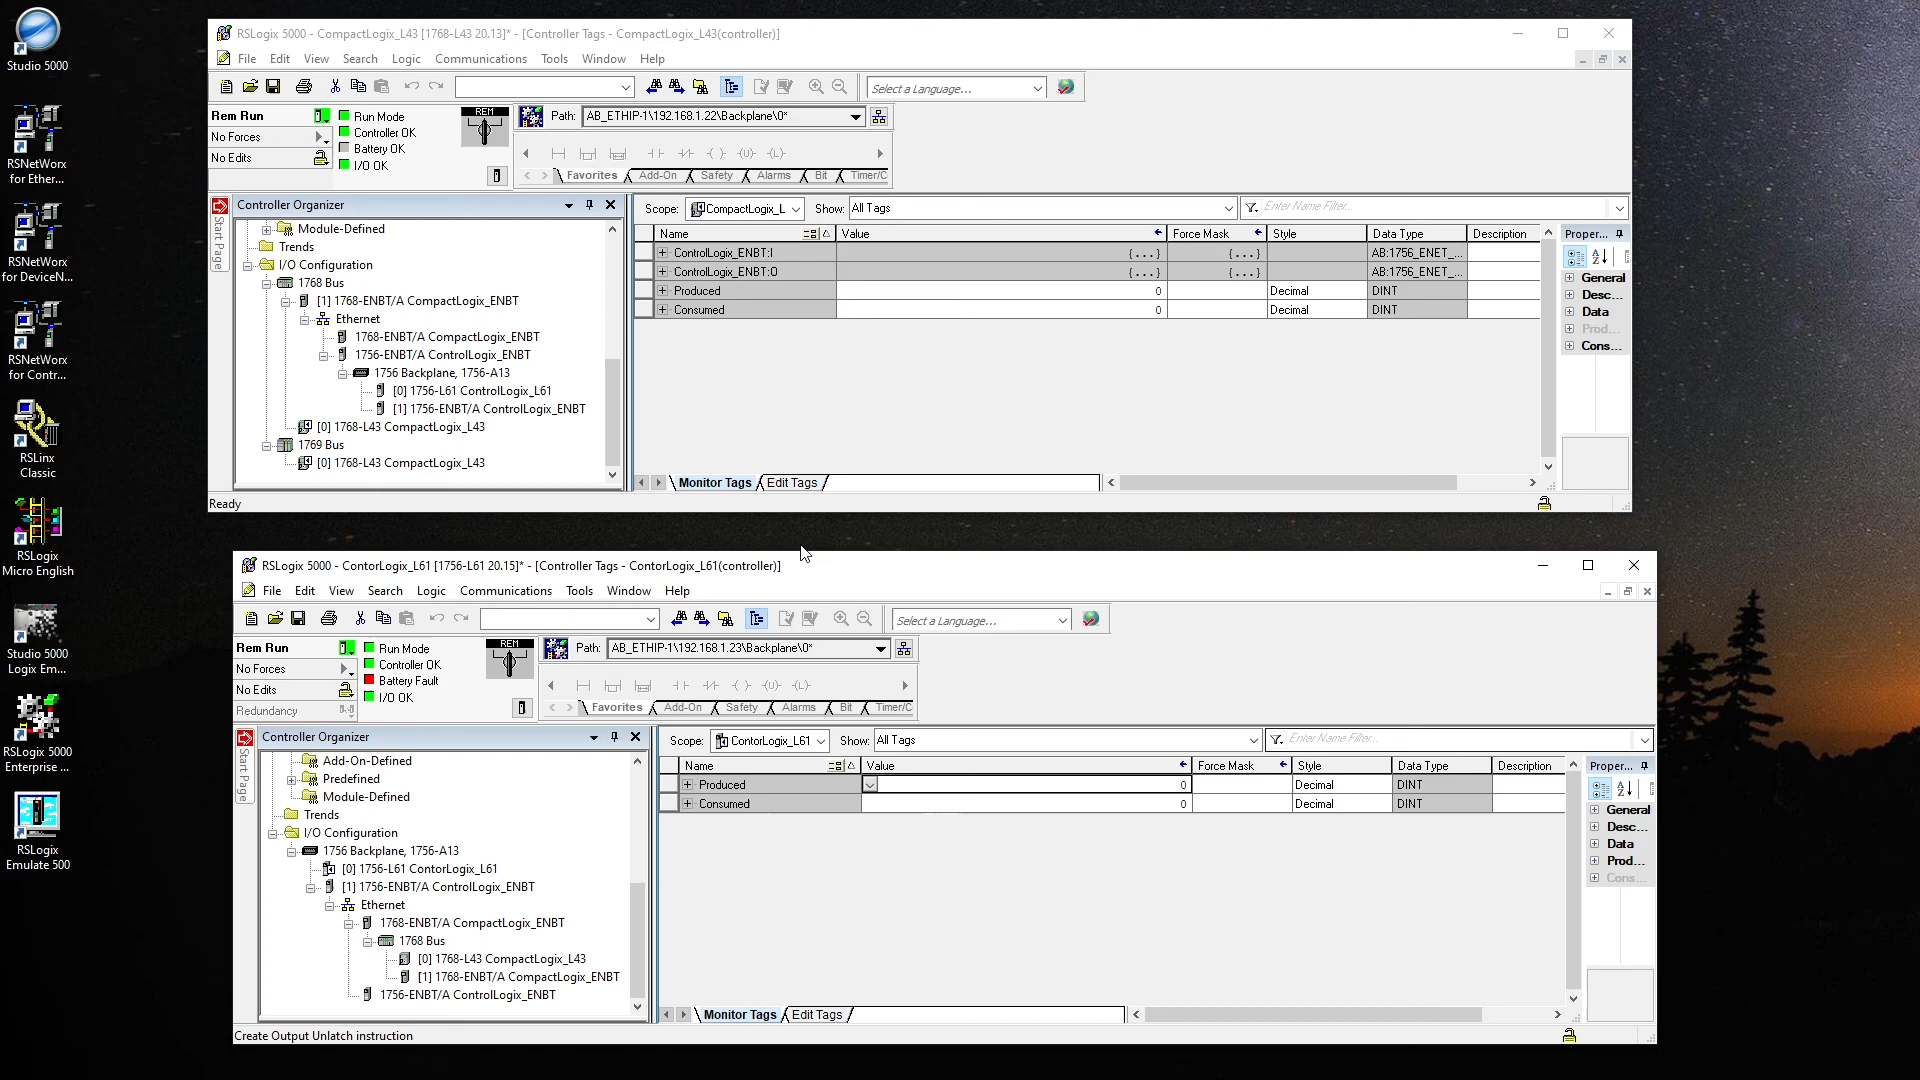 Studio 5000
RSNetWorx
for Ether...
RSNetWorx
for DeviceN...
RSNetWorx
for Contr...
RSLinx
Classic
RSLogix
Micro English
Studio 5000
Logix Em...
RSLogix 5000
Enterprise ...
RSLogix
Emulate 500
RSLogix 5000 - CompactLogix_L43 [1768-L43 20.13]* - [Controller Tags - CompactLogix_L43(controller)]
File Edit View Search Logic Communications Tools Window Help
Select a Language...
Rem Run
No Forces
No Edits
Run Mode
Controller OK
Battery OK
I/O OK
REM
Path: AB_ETHIP-1\192.168.1.22\Backplane\0*
Favorites Add-On Safety Alarms Bit Timer/C
Start Page
Controller Organizer
Module-Defined
Trends
I/O Configuration
1768 Bus
[1] 1768-ENBT/A CompactLogix_ENBT
Ethernet
1768-ENBT/A CompactLogix_ENBT
1756-ENBT/A ControlLogix_ENBT
1756 Backplane, 1756-A13
[0] 1756-L61 ControlLogix_L61
[1] 1756-ENBT/A ControlLogix_ENBT
[0] 1768-L43 CompactLogix_L43
1769 Bus
[0] 1768-L43 CompactLogix_L43
Scope: CompactLogix_L Show: All Tags Enter Name Filter...
Name Value Force Mask Style Data Type Description
ControlLogix_ENBT:I {...} {...} AB:1756_ENET_...
ControlLogix_ENBT:O {...} {...} AB:1756_ENET_...
Produced 0 Decimal DINT
Consumed 0 Decimal DINT
Monitor Tags Edit Tags
Proper...
General
Desc...
Data
Prod...
Cons...
Ready
RSLogix 5000 - ContorLogix_L61 [1756-L61 20.15]* - [Controller Tags - ContorLogix_L61(controller)]
File Edit View Search Logic Communications Tools Window Help
Select a Language...
Rem Run
No Forces
No Edits
Redundancy
Run Mode
Controller OK
Battery Fault
I/O OK
REM
Path: AB_ETHIP-1\192.168.1.23\Backplane\0*
Favorites Add-On Safety Alarms Bit Timer/C
Start Page
Controller Organizer
Add-On-Defined
Predefined
Module-Defined
Trends
I/O Configuration
1756 Backplane, 1756-A13
[0] 1756-L61 ContorLogix_L61
[1] 1756-ENBT/A ControlLogix_ENBT
Ethernet
1768-ENBT/A CompactLogix_ENBT
1768 Bus
[0] 1768-L43 CompactLogix_L43
[1] 1768-ENBT/A CompactLogix_ENBT
1756-ENBT/A ControlLogix_ENBT
Scope: ContorLogix_L61 Show: All Tags Enter Name Filter...
Name Value Force Mask Style Data Type Description
Produced 0 Decimal DINT
Consumed 0 Decimal DINT
Monitor Tags Edit Tags
Proper...
General
Desc...
Data
Prod...
Cons...
Create Output Unlatch instruction